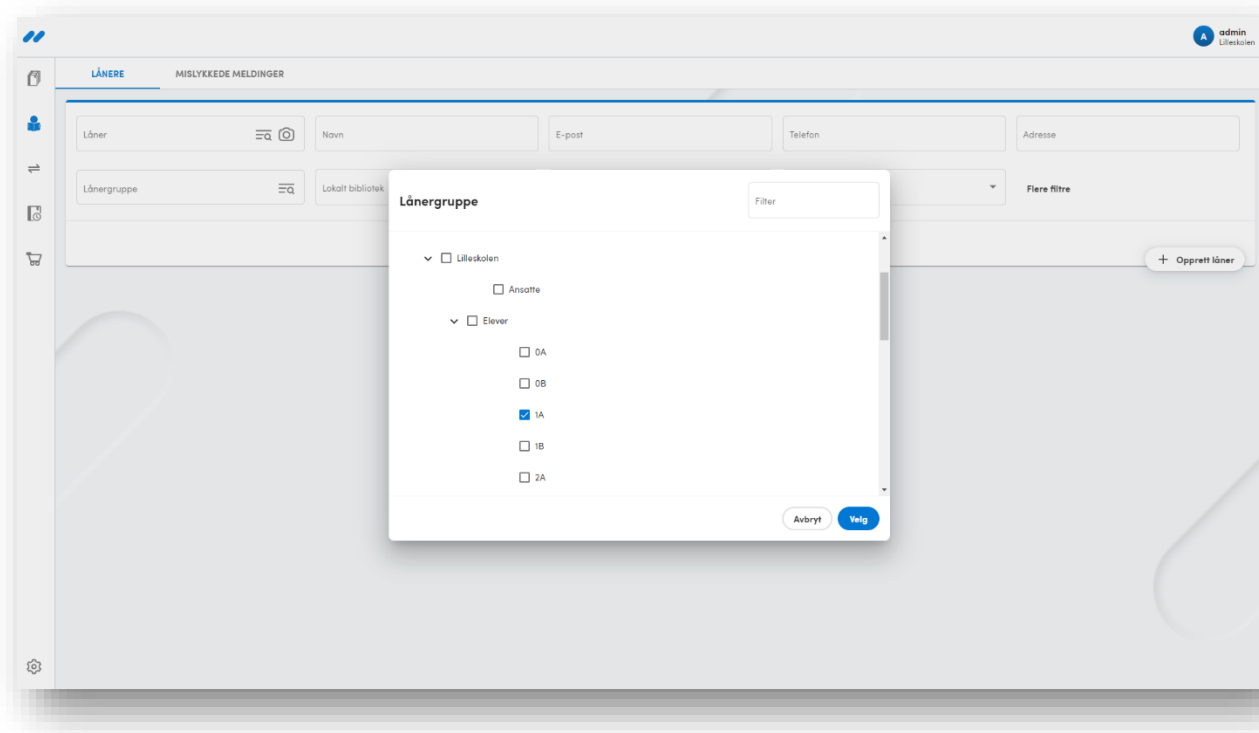 A admin
Lilleskolen
LÅNERE MISLYKKEDE MELDINGER
Låner Navn E-post Telefon Adresse
Lånergruppe Lokalt bibliotek Flere filtre
Lånergruppe Filter
Lilleskolen
Ansatte
Elever
0A
0B
1A
1B
2A
+ Opprett låner
Avbryt Velg